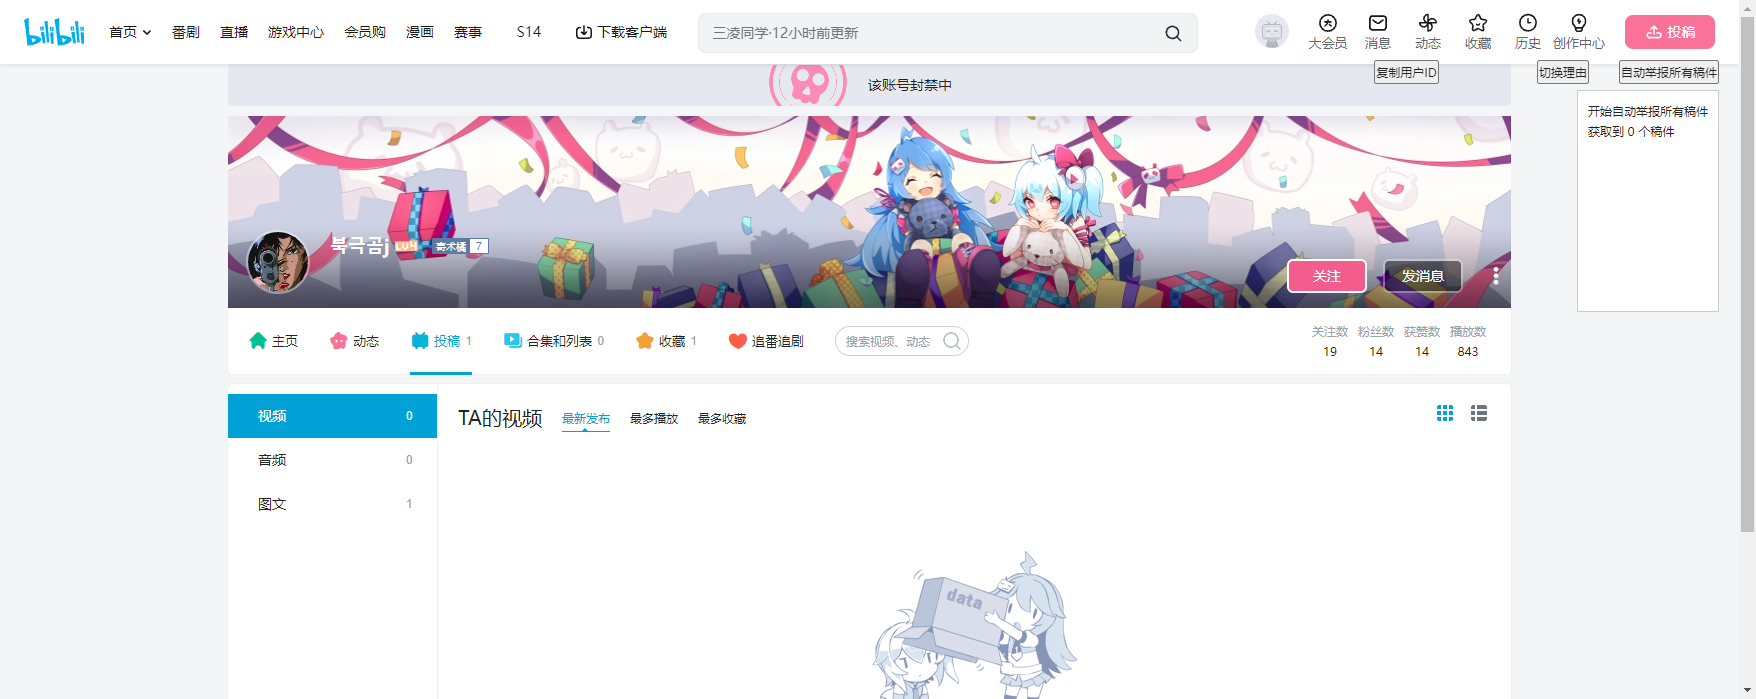 bilibili
首页 番剧 直播 游戏中心 会员购 漫画 赛事 S14 下载客户端
三凌同学·12小时前更新
大会员 消息 动态 收藏 历史 创作中心 投稿
复制用户ID 切换理由 自动举报所有稿件
该账号封禁中
开始自动举报所有稿件
获取到 0 个稿件
북극곰j LV4 7
关注 发消息
主页 动态 投稿 1 合集和列表 0 收藏 1 追番追剧
搜索视频、动态
关注数 粉丝数 获赞数 播放数
19 14 14 843
视频 0
音频 0
图文 1
TA的视频 最新发布 最多播放 最多收藏
data